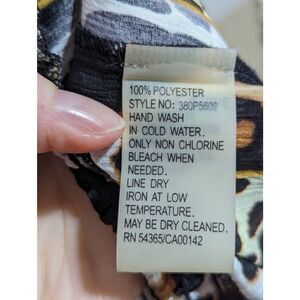 100% POLYESTER
STYLE NO: 380P5609
HAND WASH
IN COLD WATER.
ONLY NON CHLORINE
BLEACH WHEN
NEEDED.
LINE DRY
IRON AT LOW
TEMPERATURE.
MAY BE DRY CLEANED.
RN 54365/CA00142